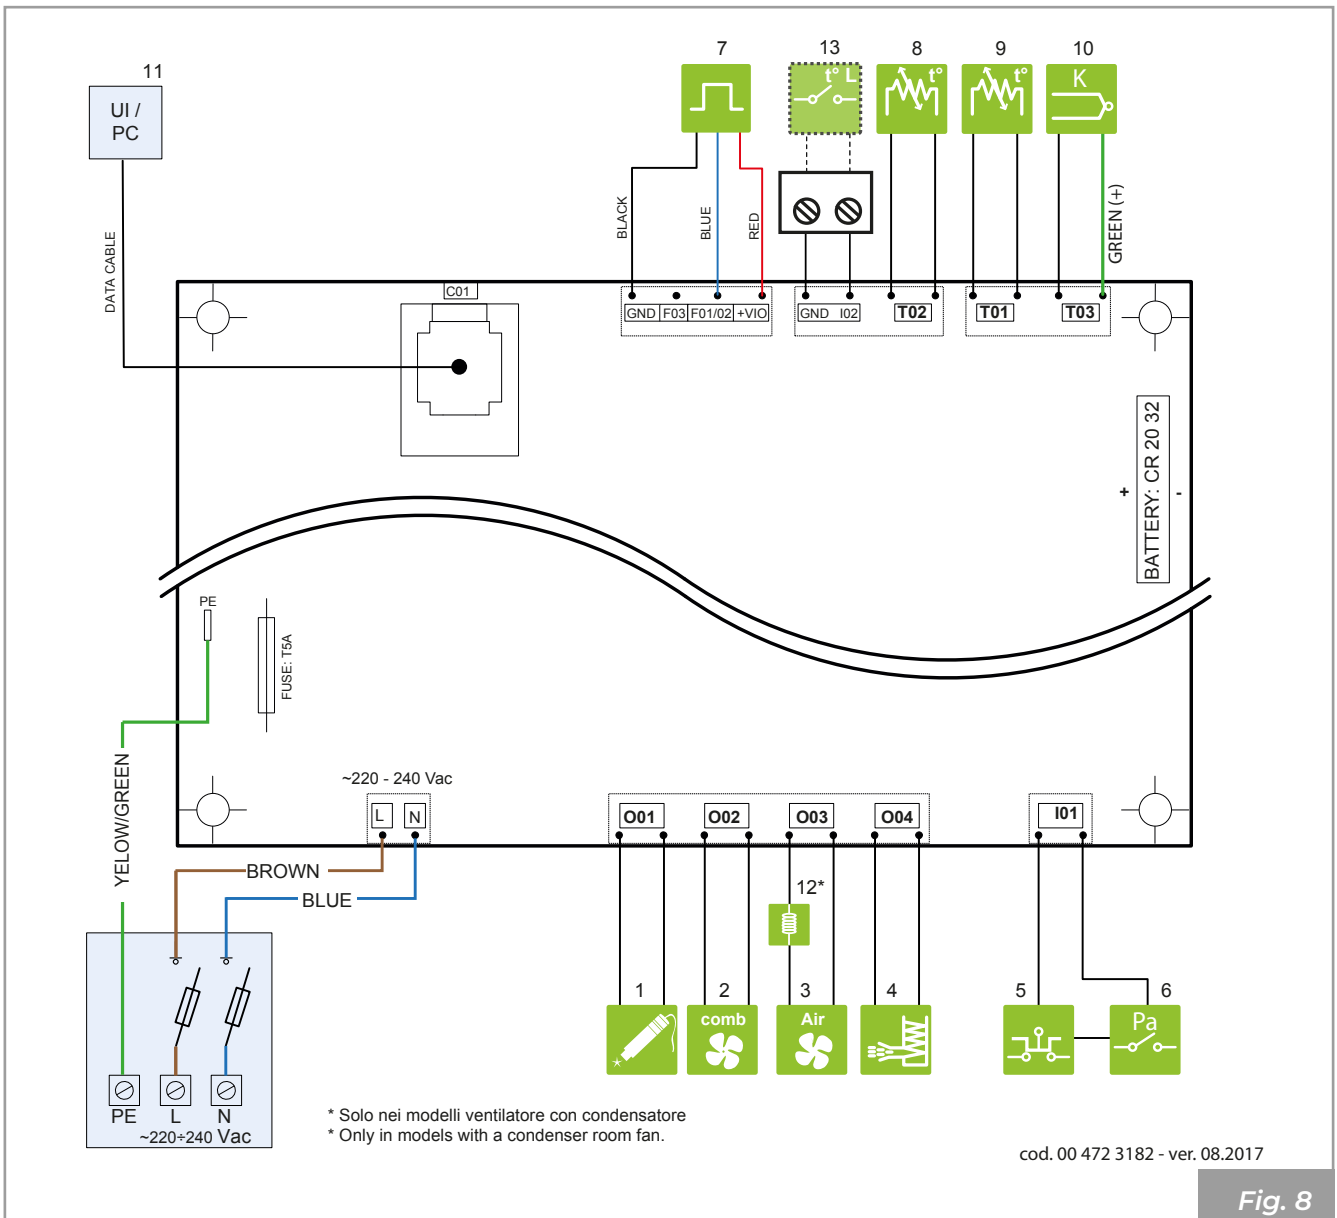 7
13
8
9
10
11
UI /
PC
t° L
t°
t°
K
DATA CABLE
BLACK
BLUE
RED
GREEN (+)
C01
GND F03 F01/02 +VIO
GND I02
T02
T01
T03
BATTERY: CR 20 32
+
-
PE
FUSE: T5A
YELOW/GREEN
~220 - 240 Vac
L
N
O01
O02
O03
O04
I01
BROWN
BLUE
12*
1
2
3
4
5
6
comb
Air
Pa
PE
L
N
~220÷240 Vac
* Solo nei modelli ventilatore con condensatore
* Only in models with a condenser room fan.
cod. 00 472 3182 - ver. 08.2017
Fig. 8